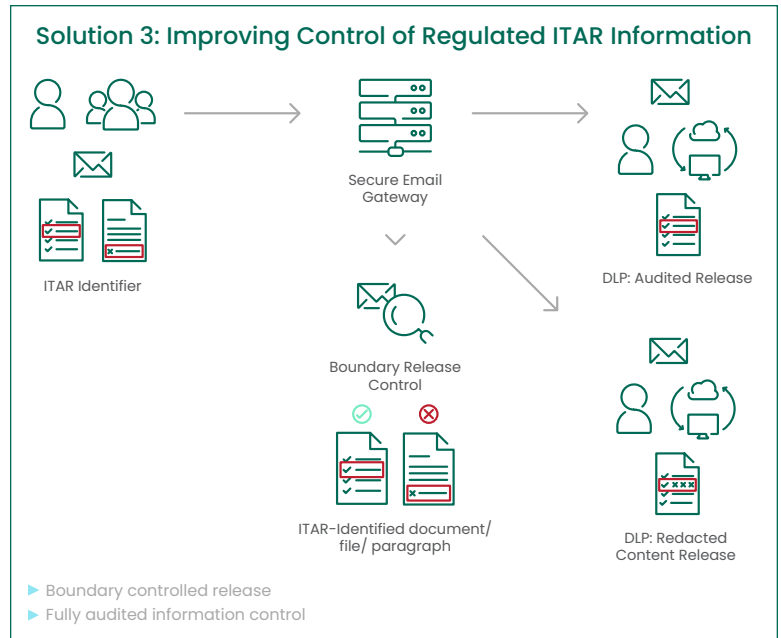 Solution 3: Improving Control of Regulated ITAR Information
Secure Email
Gateway
ITAR Identifier
DLP: Audited Release
Boundary Release
Control
ITAR-Identified document/
file/ paragraph
DLP: Redacted
Content Release
Boundary controlled release
Fully audited information control